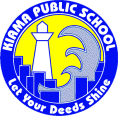 KIAMA PUBLIC SCHOOL
Let Your Deeds Shine